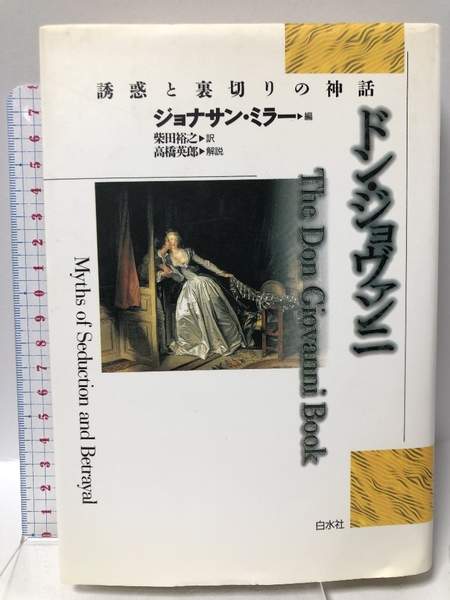 誘惑と裏切りの神話
ジョナサン・ミラー▶編
柴田裕之▶訳
高橋英郎▶解説
ドン・ジョヴァンニ
The Don Giovanni Book
Myths of Seduction and Betrayal
白水社